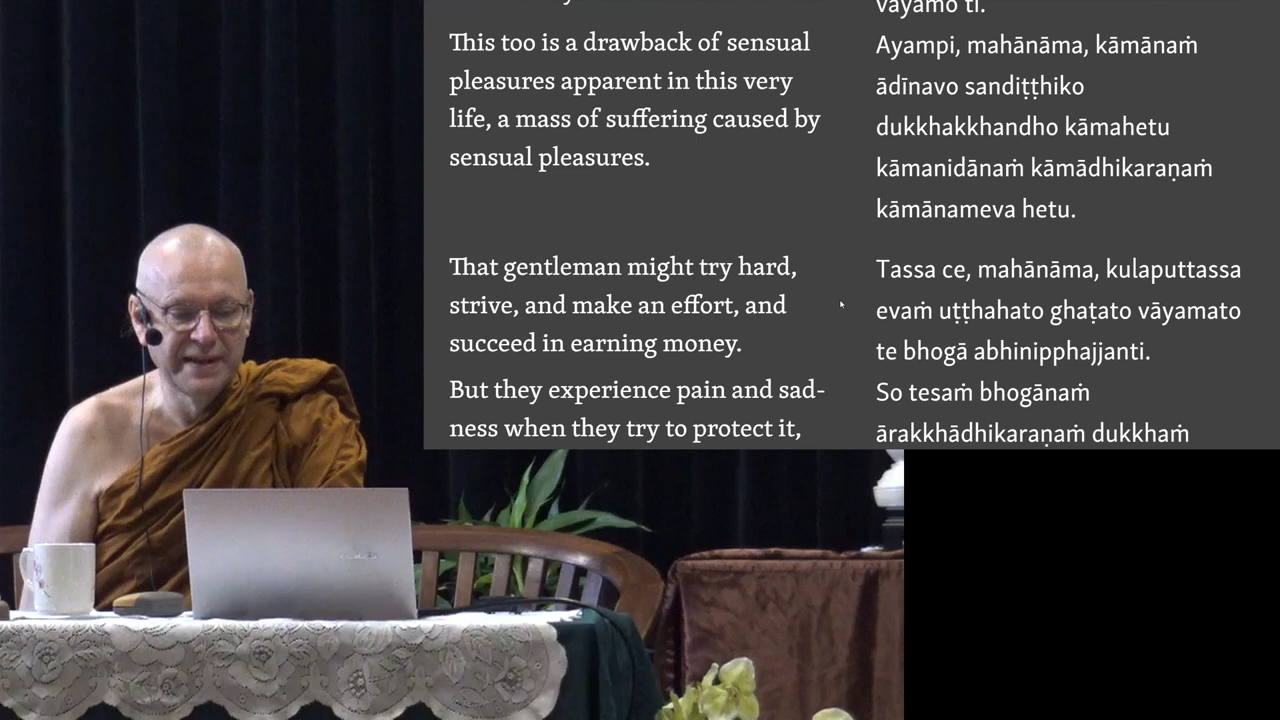 This too is a drawback of sensual
pleasures apparent in this very
life, a mass of suffering caused by
sensual pleasures.
That gentleman might try hard,
strive, and make an effort, and
succeed in earning money.
But they experience pain and sad-
ness when they try to protect it,
vāyamo ti.
Ayampi, mahānāma, kāmānaṁ
ādīnavo sandiṭṭhiko
dukkhakkhandho kāmahetu
kāmanidānaṁ kāmādhikaraṇaṁ
kāmānameva hetu.
Tassa ce, mahānāma, kulaputtassa
evaṁ uṭṭhahato ghaṭato vāyamato
te bhogā abhinipphajjanti.
So tesaṁ bhogānaṁ
ārakkhādhikaraṇaṁ dukkhaṁ